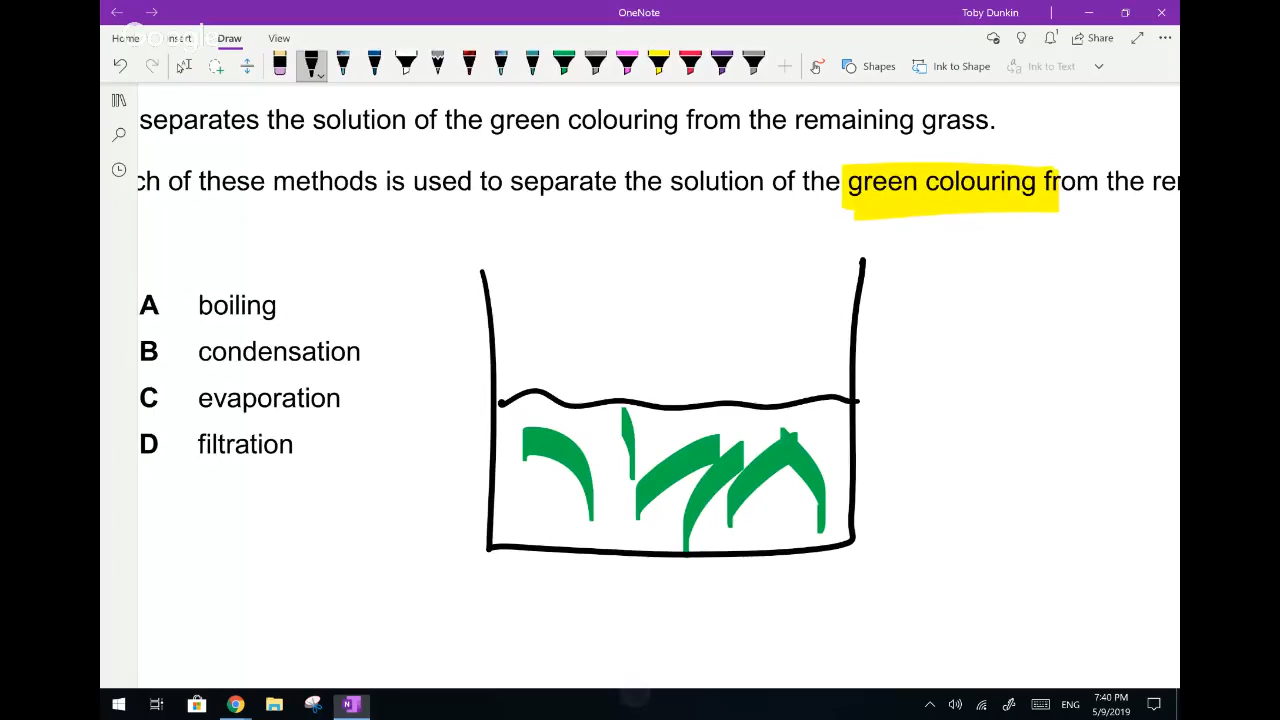 OneNote
Toby Dunkin
Home
Insert
Draw
View
Google
Share
Shapes
Ink to Shape
Ink to Text
separates the solution of the green colouring from the remaining grass.
ch of these methods is used to separate the solution of the green colouring from the re
A boiling
B condensation
C evaporation
D filtration
ENG
7:40 PM
5/9/2019